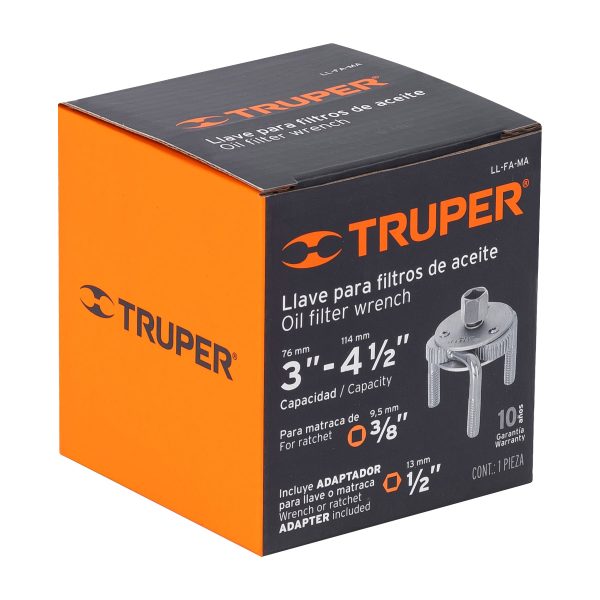 LL-FA-MA
TRUPER®
Llave para filtros de aceite
Oil filter wrench
TRUPER®
LL-FA-MA
TRUPER®
Llave para filtros de aceite
Oil filter wrench
76 mm 114 mm
3” - 4 ½”
Capacidad / Capacity
Para matraca de
For ratchet
9,5 mm
3/8”
Incluye ADAPTADOR
para llave o matraca
Wrench or ratchet
ADAPTER included
13 mm
1/2”
10 años
Garantía
Warranty
CONT.: 1 PIEZA